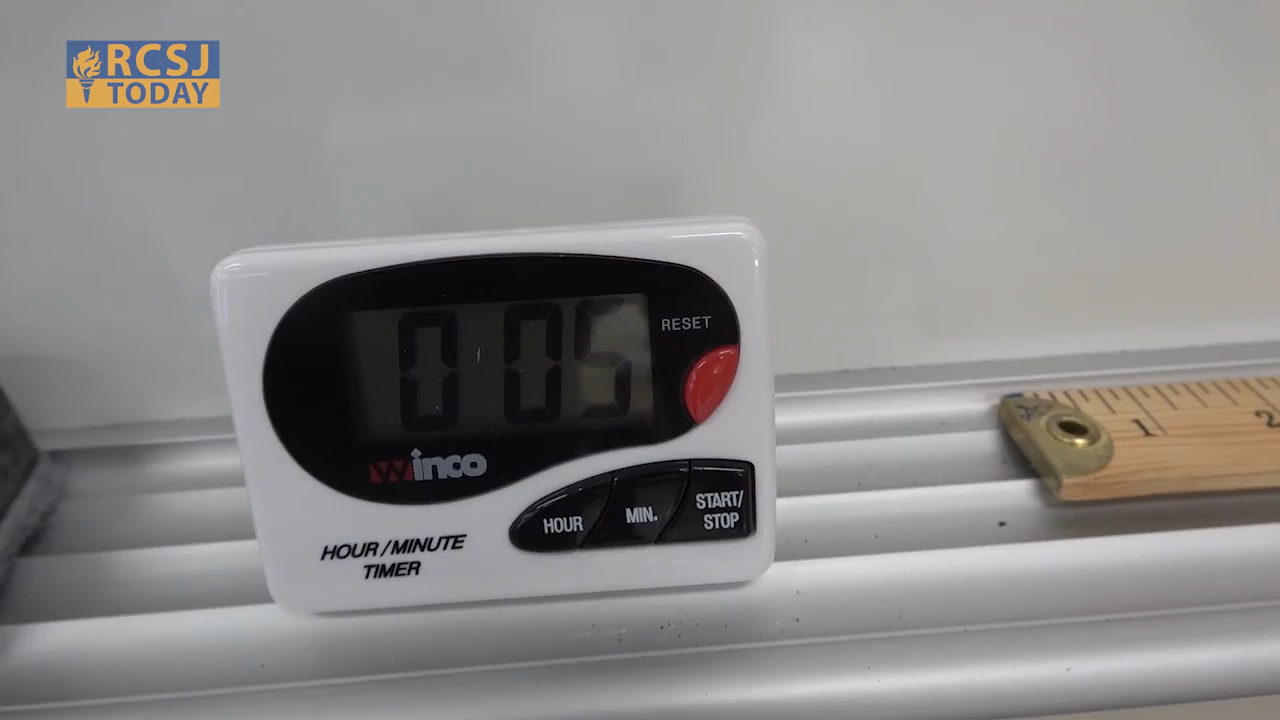 RCSJ
TODAY
0 05
RESET
winco
HOUR
MIN.
START/
STOP
HOUR/MINUTE
TIMER
1
2